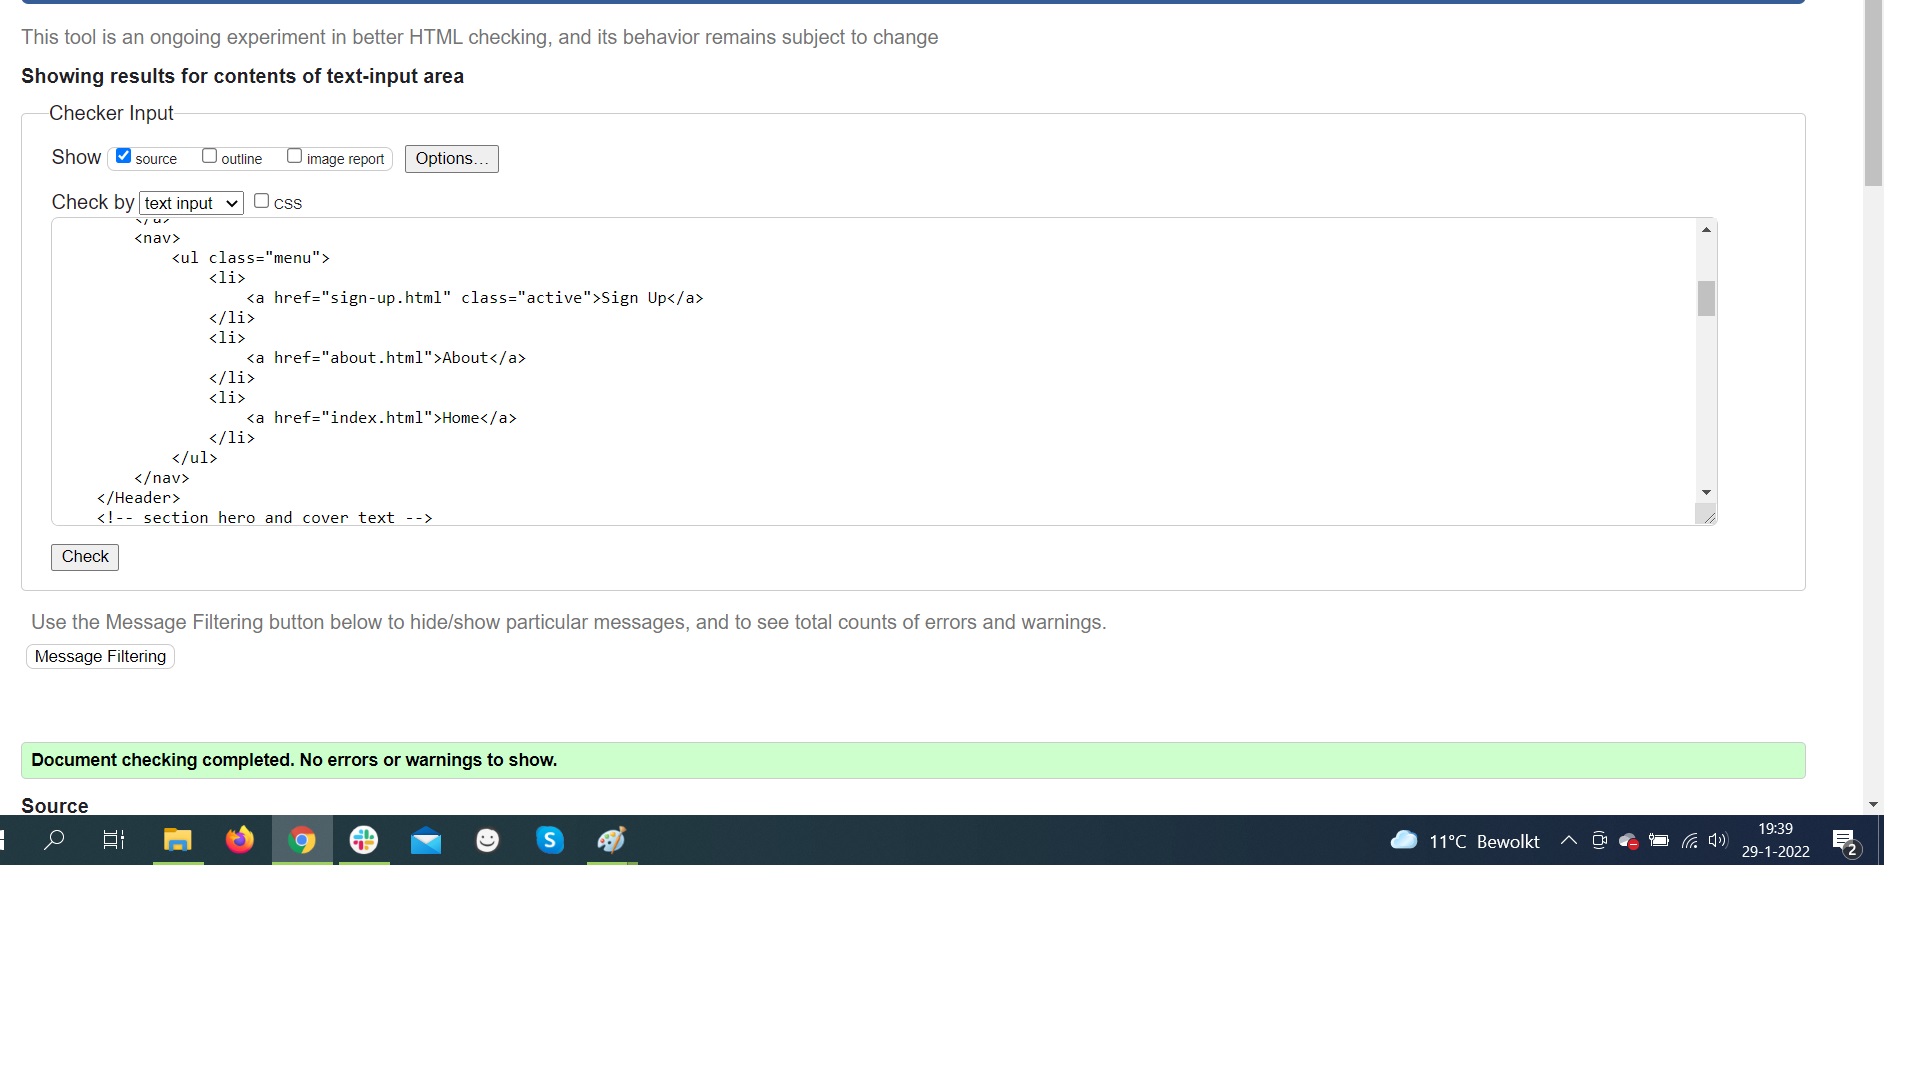 This tool is an ongoing experiment in better HTML checking, and its behavior remains subject to change
Showing results for contents of text-input area
Checker Input
Show source outline image report Options...
Check by text input CSS
</a>
<nav>
<ul class="menu">
<li>
<a href="sign-up.html" class="active">Sign Up</a>
</li>
<li>
<a href="about.html">About</a>
</li>
<li>
<a href="index.html">Home</a>
</li>
</ul>
</nav>
</Header>
<!-- section hero and cover text -->
Check
Use the Message Filtering button below to hide/show particular messages, and to see total counts of errors and warnings.
Message Filtering
Document checking completed. No errors or warnings to show.
Source
11°C Bewolkt
19:39
29-1-2022
2